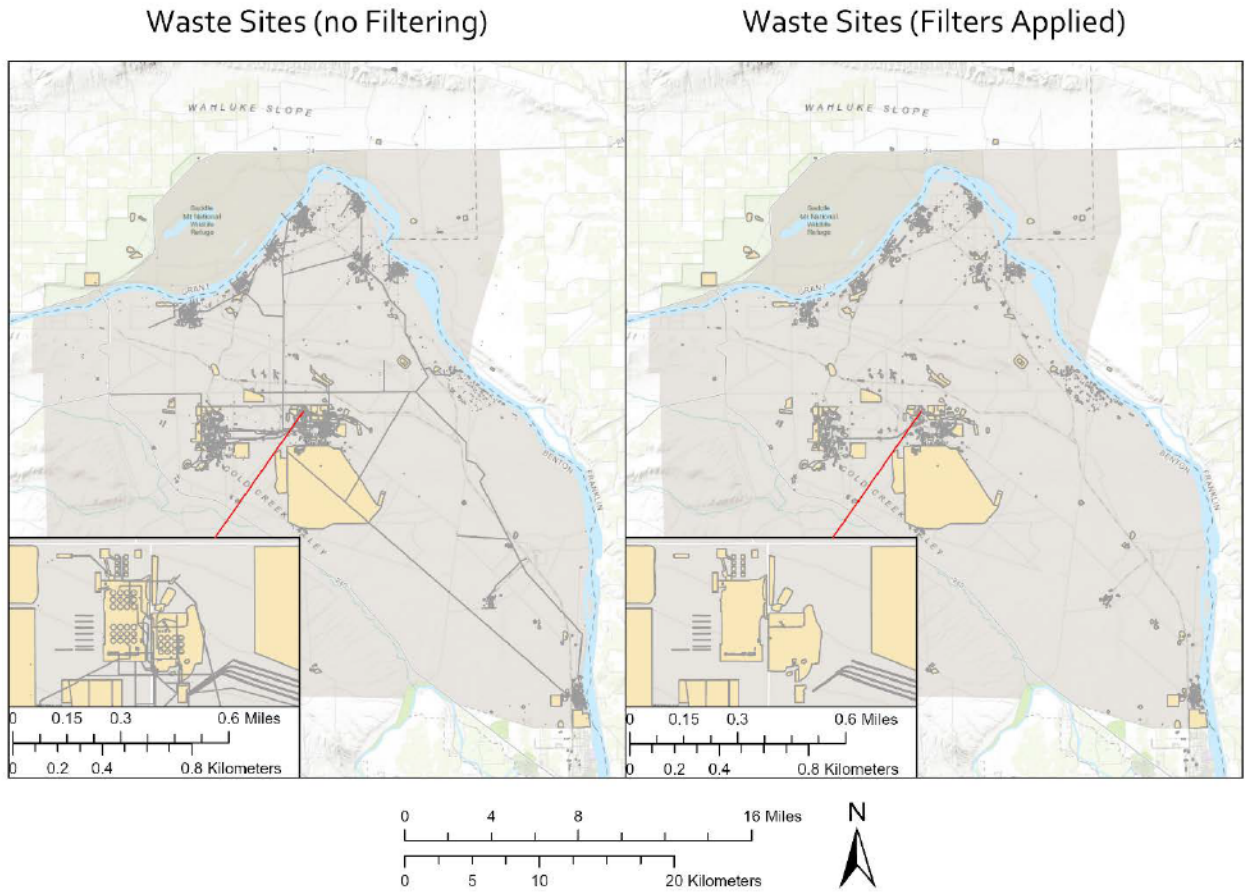 Waste Sites (no Filtering)
Waste Sites (Filters Applied)
WAHLUKE SLOPE
WAHLUKE SLOPE
24
24
Saddle
Mt National
Wildlife
Refuge
Saddle
Mt National
Wildlife
Refuge
GRANT
GRANT
BENTON
FRANKLIN
BENTON
FRANKLIN
COLD CREEK VALLEY
COLD CREEK VALLEY
0 0.15 0.3 0.6 Miles
0 0.2 0.4 0.8 Kilometers
0 0.15 0.3 0.6 Miles
0 0.2 0.4 0.8 Kilometers
0 4 8 16 Miles
0 5 10 20 Kilometers
N